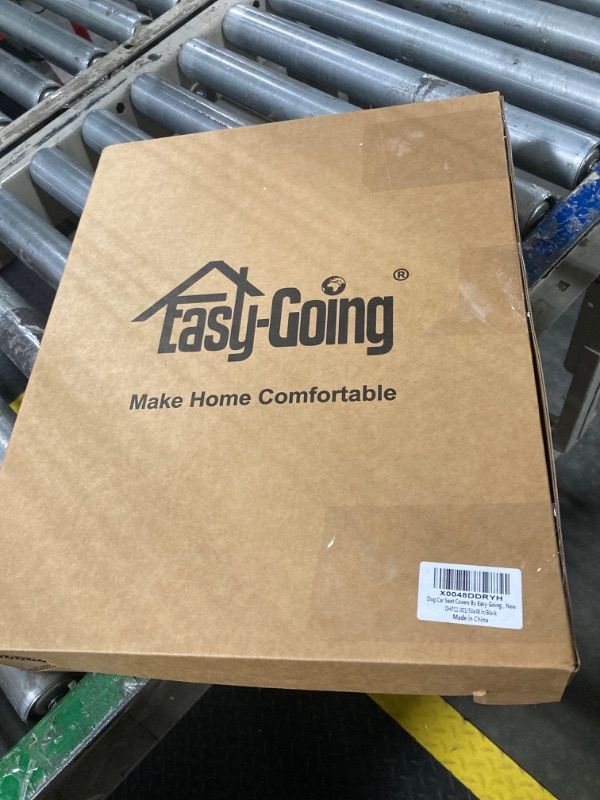 Easy-Going®
Make Home Comfortable
X0048DDRYH
Dog Car Seat Covers By Easy-Going , New
Made in China